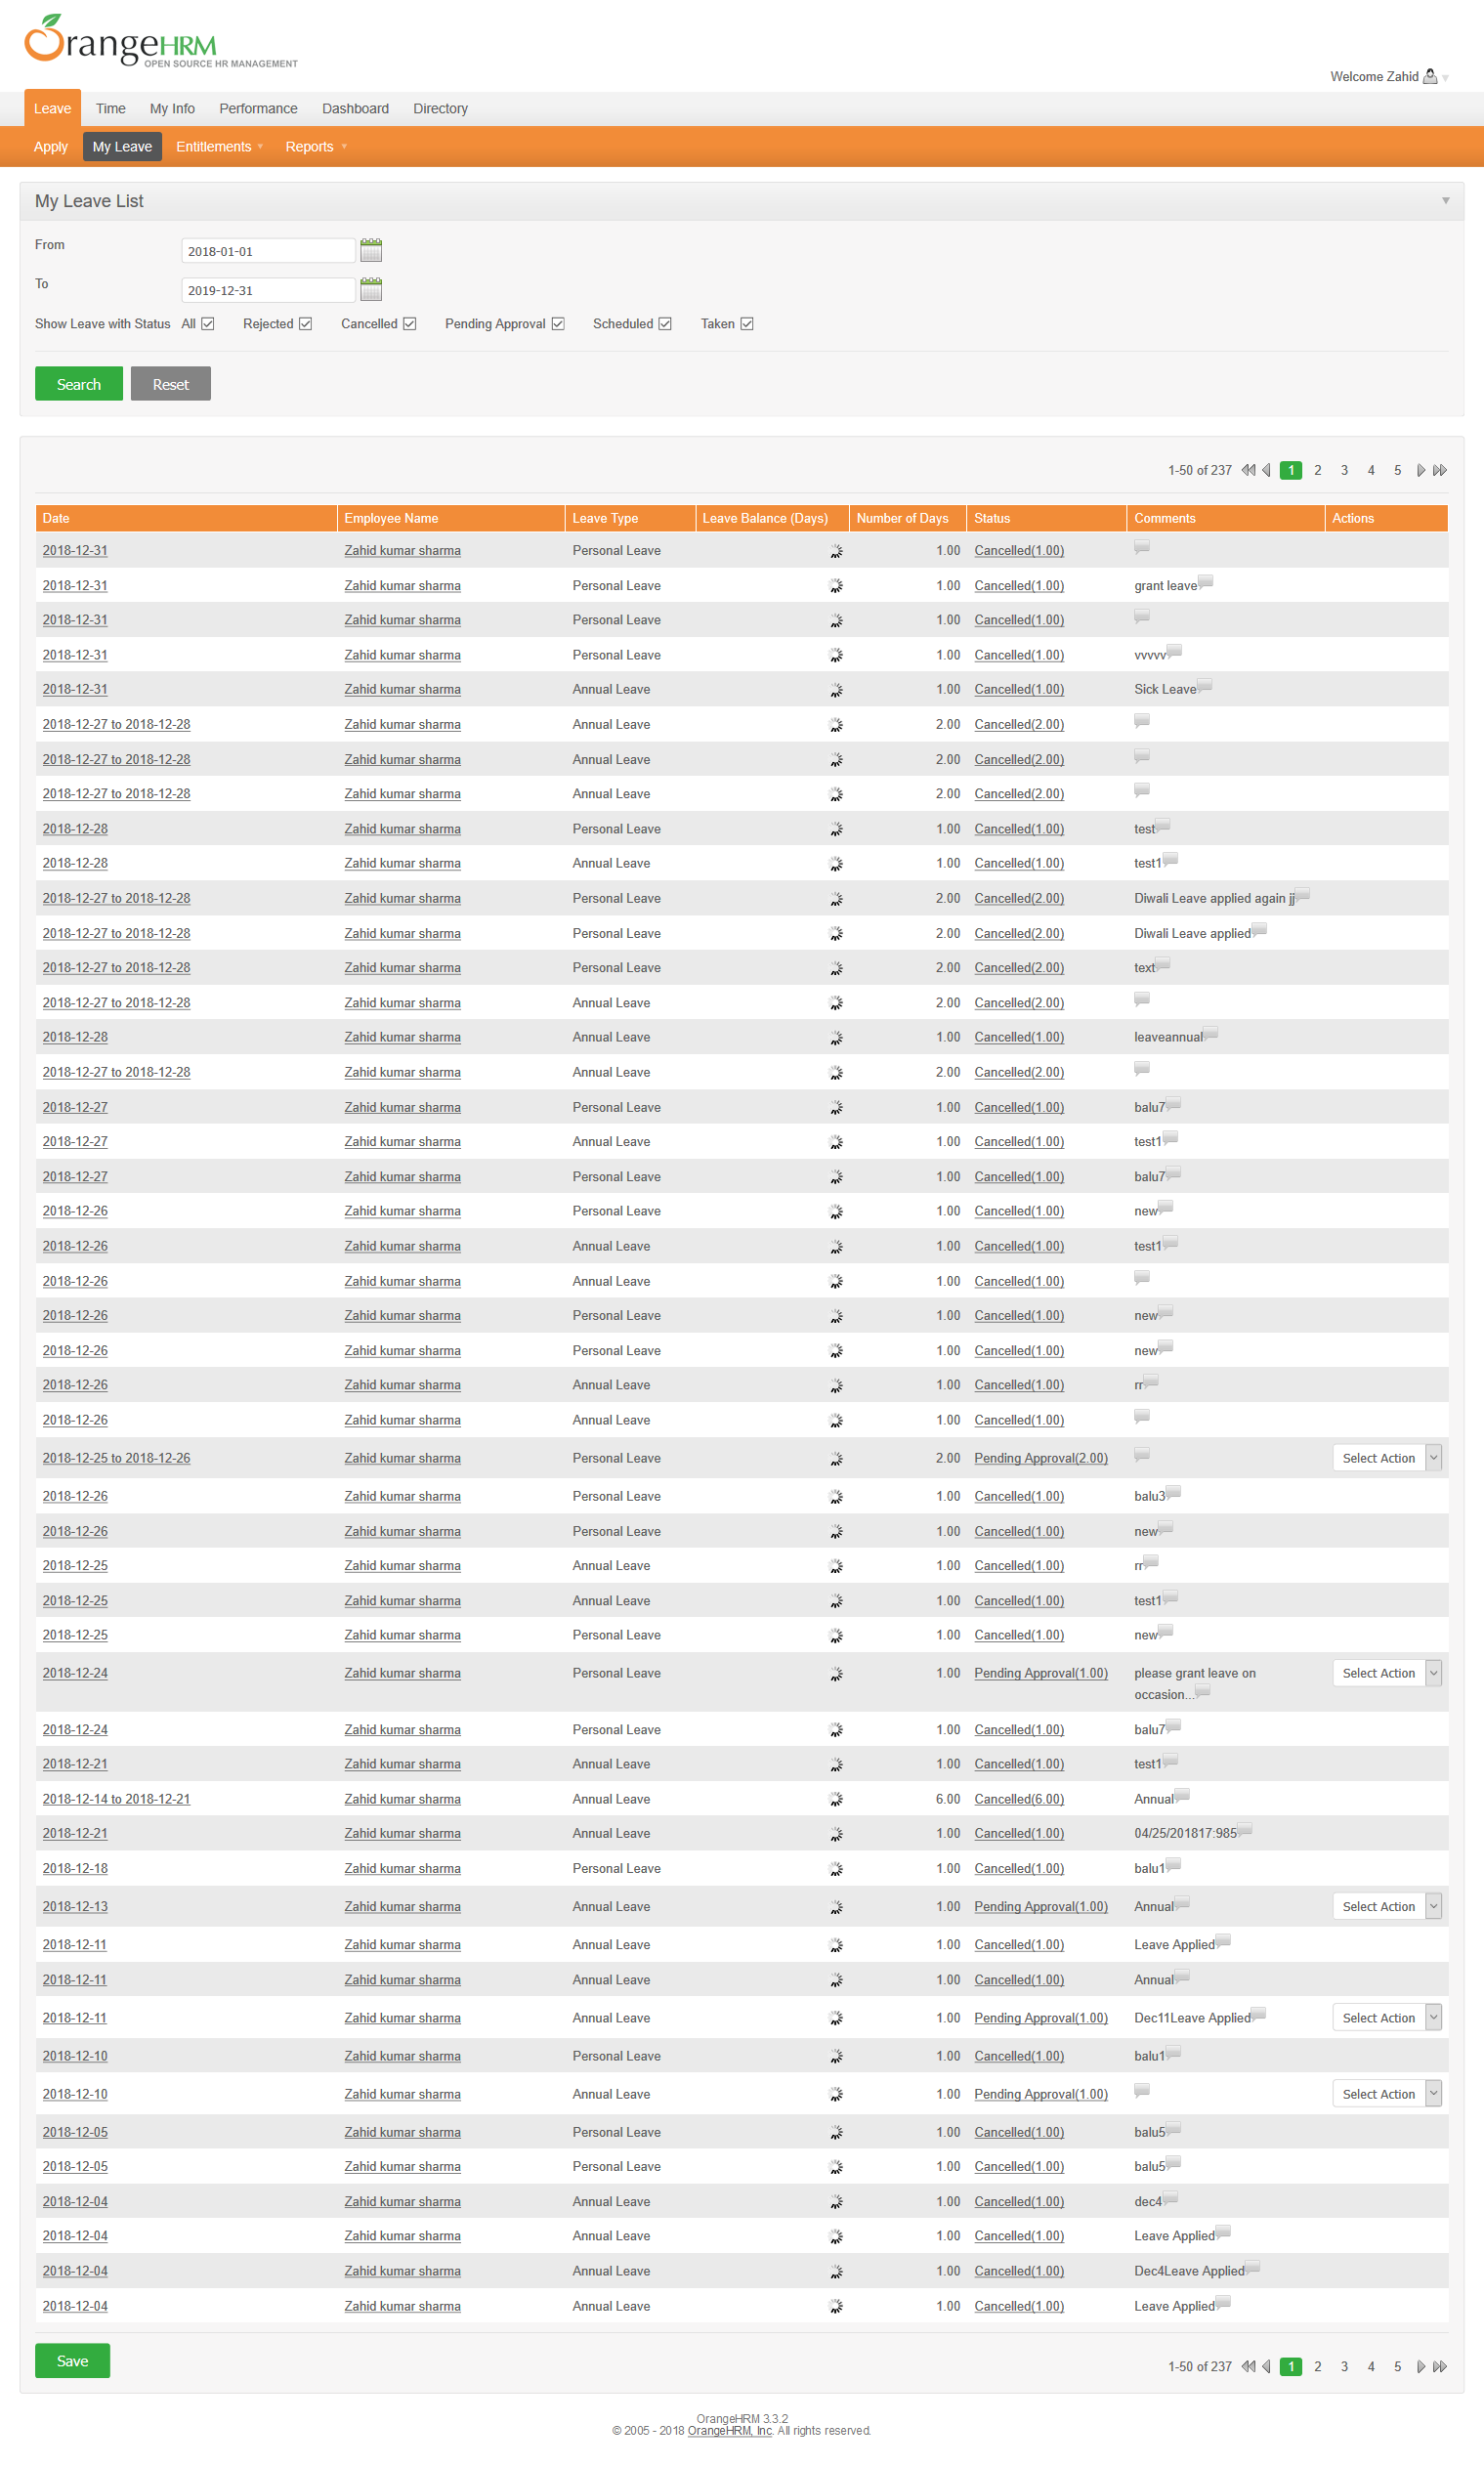 OrangeHRM
OPEN SOURCE HR MANAGEMENT
Welcome Zahid
Leave Time My Info Performance Dashboard Directory
Apply My Leave Entitlements Reports
My Leave List
From 2018-01-01
To 2019-12-31
Show Leave with Status All Rejected Cancelled Pending Approval Scheduled Taken
Search Reset
1-50 of 237 1 2 3 4 5
Date Employee Name Leave Type Leave Balance (Days) Number of Days Status Comments Actions
2018-12-31 Zahid kumar sharma Personal Leave 1.00 Cancelled(1.00)
2018-12-31 Zahid kumar sharma Personal Leave 1.00 Cancelled(1.00) grant leave
2018-12-31 Zahid kumar sharma Personal Leave 1.00 Cancelled(1.00)
2018-12-31 Zahid kumar sharma Personal Leave 1.00 Cancelled(1.00) vvvvv
2018-12-31 Zahid kumar sharma Annual Leave 1.00 Cancelled(1.00) Sick Leave
2018-12-27 to 2018-12-28 Zahid kumar sharma Annual Leave 2.00 Cancelled(2.00)
2018-12-27 to 2018-12-28 Zahid kumar sharma Annual Leave 2.00 Cancelled(2.00)
2018-12-27 to 2018-12-28 Zahid kumar sharma Annual Leave 2.00 Cancelled(2.00)
2018-12-28 Zahid kumar sharma Personal Leave 1.00 Cancelled(1.00) test
2018-12-28 Zahid kumar sharma Annual Leave 1.00 Cancelled(1.00) test1
2018-12-27 to 2018-12-28 Zahid kumar sharma Personal Leave 2.00 Cancelled(2.00) Diwali Leave applied again jj
2018-12-27 to 2018-12-28 Zahid kumar sharma Personal Leave 2.00 Cancelled(2.00) Diwali Leave applied
2018-12-27 to 2018-12-28 Zahid kumar sharma Personal Leave 2.00 Cancelled(2.00) text
2018-12-27 to 2018-12-28 Zahid kumar sharma Annual Leave 2.00 Cancelled(2.00)
2018-12-28 Zahid kumar sharma Annual Leave 1.00 Cancelled(1.00) leaveannual
2018-12-27 to 2018-12-28 Zahid kumar sharma Annual Leave 2.00 Cancelled(2.00)
2018-12-27 Zahid kumar sharma Personal Leave 1.00 Cancelled(1.00) balu7
2018-12-27 Zahid kumar sharma Annual Leave 1.00 Cancelled(1.00) test1
2018-12-27 Zahid kumar sharma Personal Leave 1.00 Cancelled(1.00) balu7
2018-12-26 Zahid kumar sharma Personal Leave 1.00 Cancelled(1.00) new
2018-12-26 Zahid kumar sharma Annual Leave 1.00 Cancelled(1.00) test1
2018-12-26 Zahid kumar sharma Annual Leave 1.00 Cancelled(1.00)
2018-12-26 Zahid kumar sharma Personal Leave 1.00 Cancelled(1.00) new
2018-12-26 Zahid kumar sharma Personal Leave 1.00 Cancelled(1.00) new
2018-12-26 Zahid kumar sharma Annual Leave 1.00 Cancelled(1.00) rr
2018-12-26 Zahid kumar sharma Annual Leave 1.00 Cancelled(1.00)
2018-12-25 to 2018-12-26 Zahid kumar sharma Personal Leave 2.00 Pending Approval(2.00) Select Action
2018-12-26 Zahid kumar sharma Personal Leave 1.00 Cancelled(1.00) balu3
2018-12-26 Zahid kumar sharma Personal Leave 1.00 Cancelled(1.00) new
2018-12-25 Zahid kumar sharma Annual Leave 1.00 Cancelled(1.00) rr
2018-12-25 Zahid kumar sharma Annual Leave 1.00 Cancelled(1.00) test1
2018-12-25 Zahid kumar sharma Personal Leave 1.00 Cancelled(1.00) new
2018-12-24 Zahid kumar sharma Personal Leave 1.00 Pending Approval(1.00) please grant leave on Select Action
occasion...
2018-12-24 Zahid kumar sharma Personal Leave 1.00 Cancelled(1.00) balu7
2018-12-21 Zahid kumar sharma Annual Leave 1.00 Cancelled(1.00) test1
2018-12-14 to 2018-12-21 Zahid kumar sharma Annual Leave 6.00 Cancelled(6.00) Annual
2018-12-21 Zahid kumar sharma Annual Leave 1.00 Cancelled(1.00) 04/25/201817:985
2018-12-18 Zahid kumar sharma Personal Leave 1.00 Cancelled(1.00) balu1
2018-12-13 Zahid kumar sharma Annual Leave 1.00 Pending Approval(1.00) Annual Select Action
2018-12-11 Zahid kumar sharma Annual Leave 1.00 Cancelled(1.00) Leave Applied
2018-12-11 Zahid kumar sharma Annual Leave 1.00 Cancelled(1.00) Annual
2018-12-11 Zahid kumar sharma Annual Leave 1.00 Pending Approval(1.00) Dec11Leave Applied Select Action
2018-12-10 Zahid kumar sharma Personal Leave 1.00 Cancelled(1.00) balu1
2018-12-10 Zahid kumar sharma Annual Leave 1.00 Pending Approval(1.00) Select Action
2018-12-05 Zahid kumar sharma Personal Leave 1.00 Cancelled(1.00) balu5
2018-12-05 Zahid kumar sharma Personal Leave 1.00 Cancelled(1.00) balu5
2018-12-04 Zahid kumar sharma Annual Leave 1.00 Cancelled(1.00) dec4
2018-12-04 Zahid kumar sharma Annual Leave 1.00 Cancelled(1.00) Leave Applied
2018-12-04 Zahid kumar sharma Annual Leave 1.00 Cancelled(1.00) Dec4Leave Applied
2018-12-04 Zahid kumar sharma Annual Leave 1.00 Cancelled(1.00) Leave Applied
Save 1-50 of 237 1 2 3 4 5
OrangeHRM 3.3.2
© 2005 - 2018 OrangeHRM, Inc. All rights reserved.